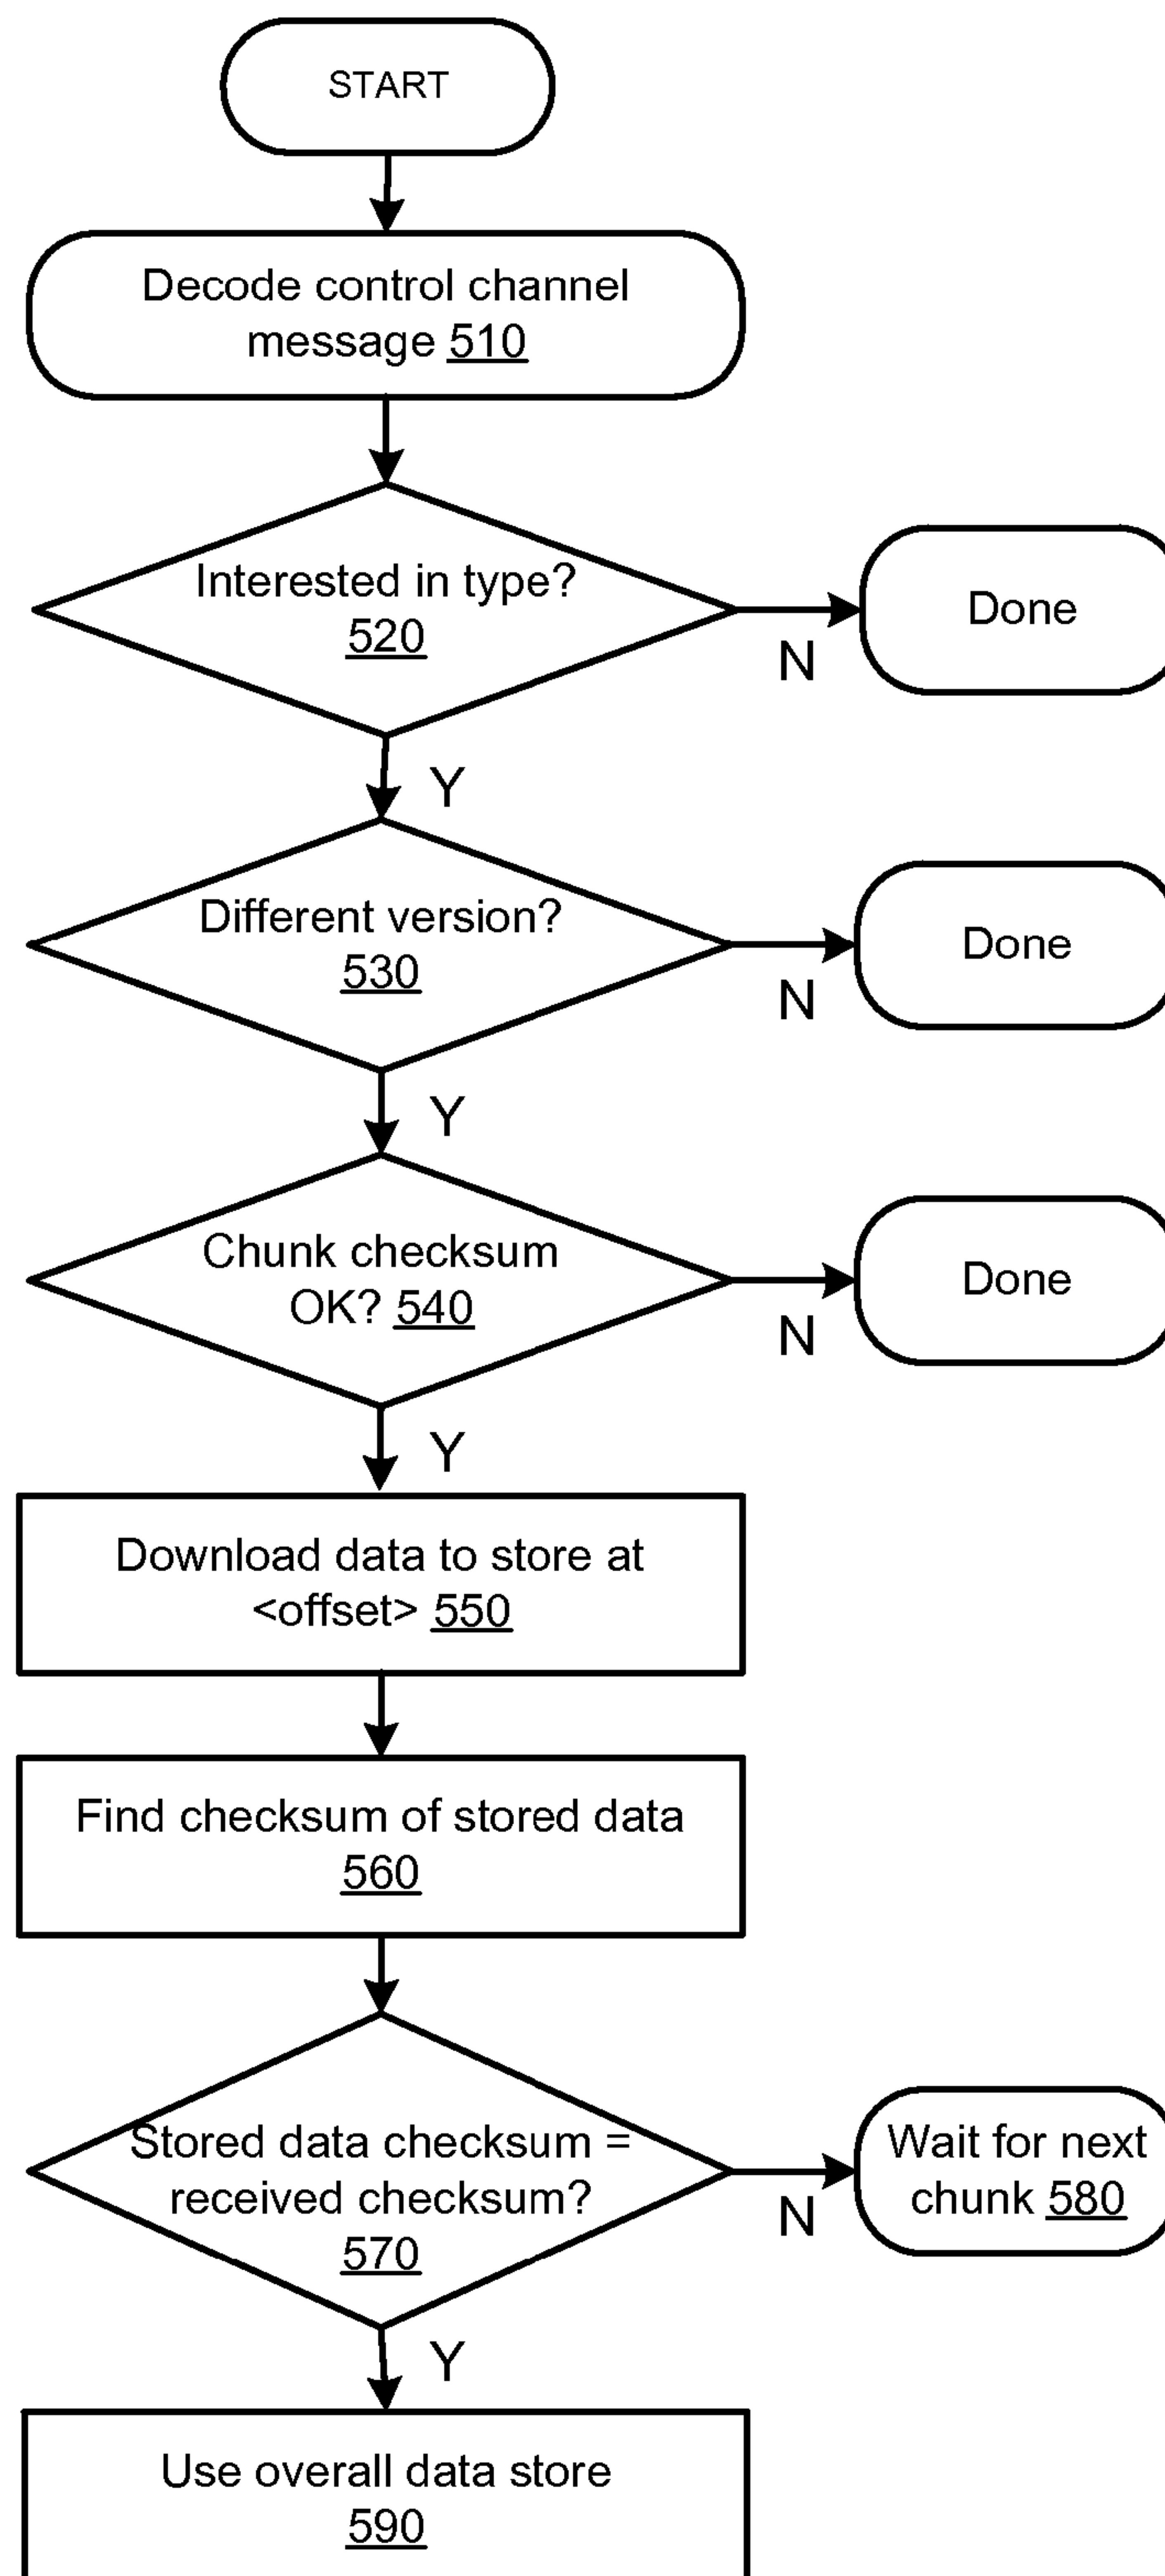 START
Decode control channel
message 510
Interested in type?
520
N
Done
Y
Different version?
530
N
Done
Y
Chunk checksum
OK? 540
N
Done
Y
Download data to store at
<offset> 550
Find checksum of stored data
560
Stored data checksum =
received checksum?
570
N
Wait for next
chunk 580
Y
Use overall data store
590